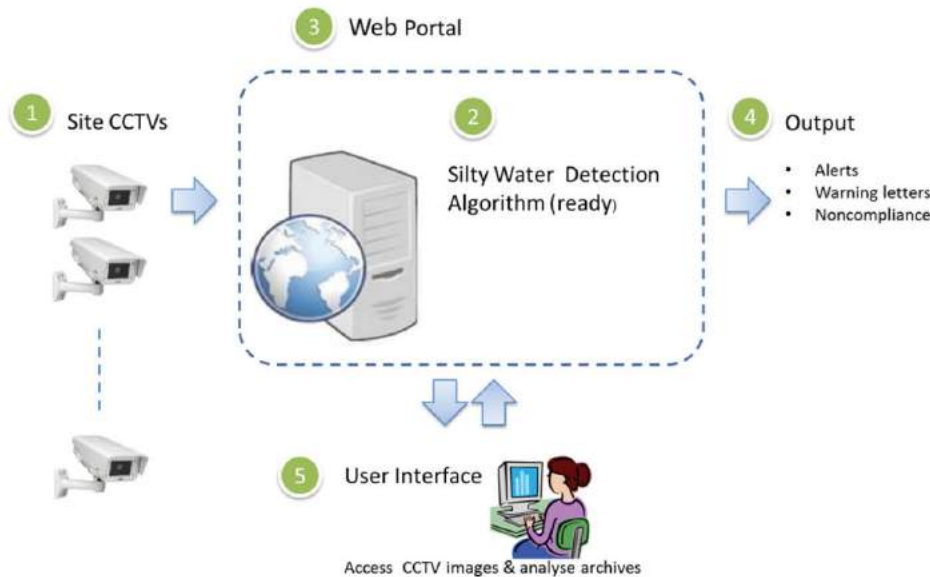 3 Web Portal
1 Site CCTVs
2
Silty Water Detection
Algorithm (ready)
4 Output
▪ Alerts
▪ Warning letters
▪ Noncompliance
5 User Interface
Access CCTV images & analyse archives